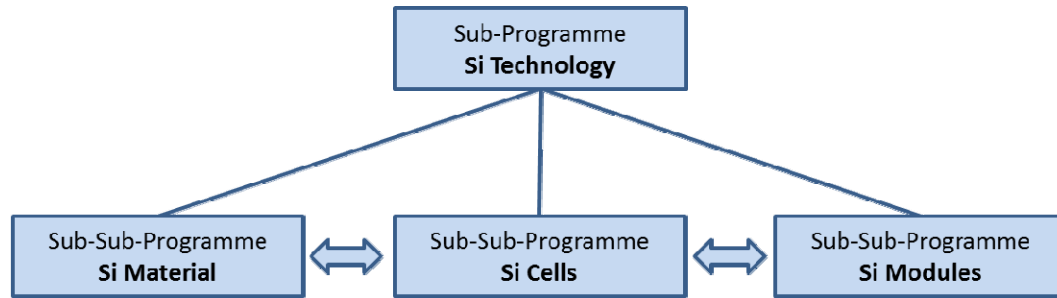 Sub-Programme
Si Technology
Sub-Sub-Programme
Si Material
Sub-Sub-Programme
Si Cells
Sub-Sub-Programme
Si Modules